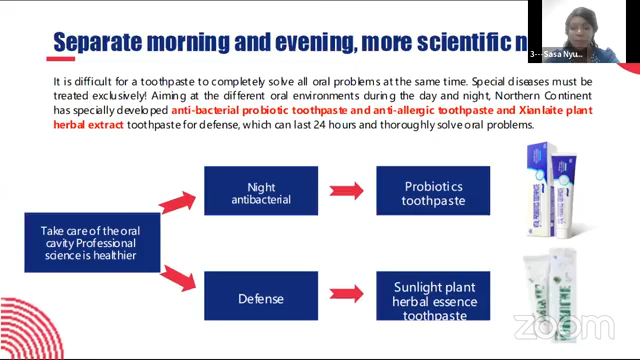 Separate morning and evening, more scientific
3---Sasa Nyu...
It is difficult for a toothpaste to completely solve all oral problems at the same time. Special diseases must be
treated exclusively! Aiming at the different oral environments during the day and night, Northern Continent
has specially developed anti-bacterial probiotic toothpaste and anti-allergic toothpaste and Xianlaite plant
herbal extract toothpaste for defense, which can last 24 hours and thoroughly solve oral problems.
Night
antibacterial
Probiotics
toothpaste
Take care of the oral
cavity Professional
science is healthier
Defense
Sunlight plant
herbal essence
toothpaste
zoom